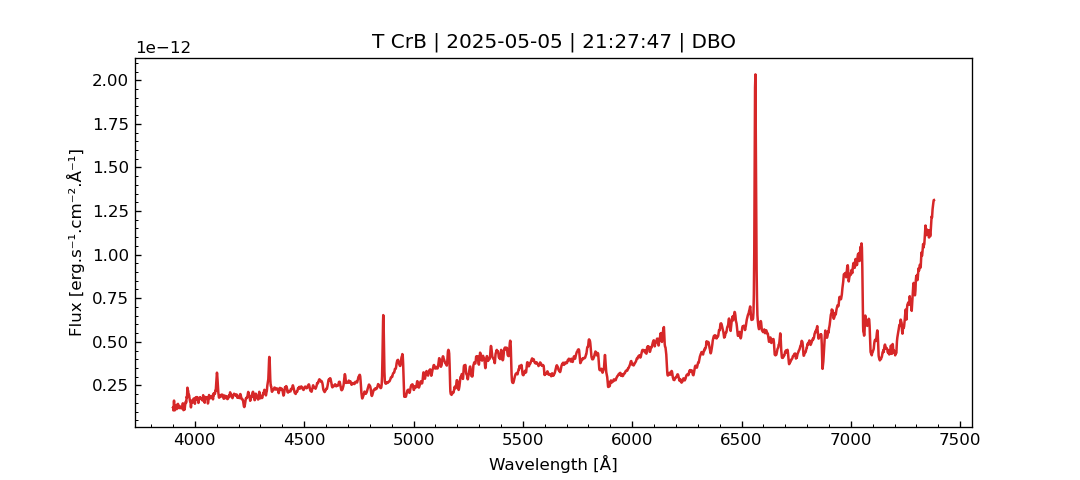 T CrB | 2025-05-05 | 21:27:47 | DBO
1e−12
2.00
1.75
1.50
1.25
1.00
0.75
0.50
0.25
Flux [erg.s⁻¹.cm⁻².Å⁻¹]
4000 4500 5000 5500 6000 6500 7000 7500
Wavelength [Å]